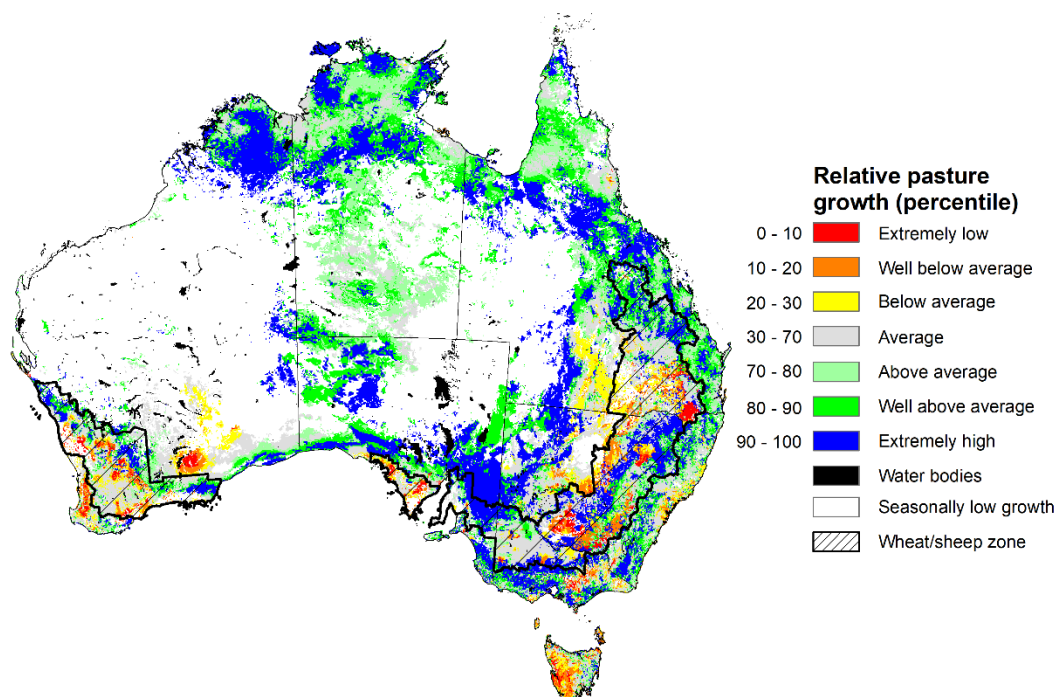 Relative pasture
growth (percentile)
0 - 10 Extremely low
10 - 20 Well below average
20 - 30 Below average
30 - 70 Average
70 - 80 Above average
80 - 90 Well above average
90 - 100 Extremely high
Water bodies
Seasonally low growth
Wheat/sheep zone